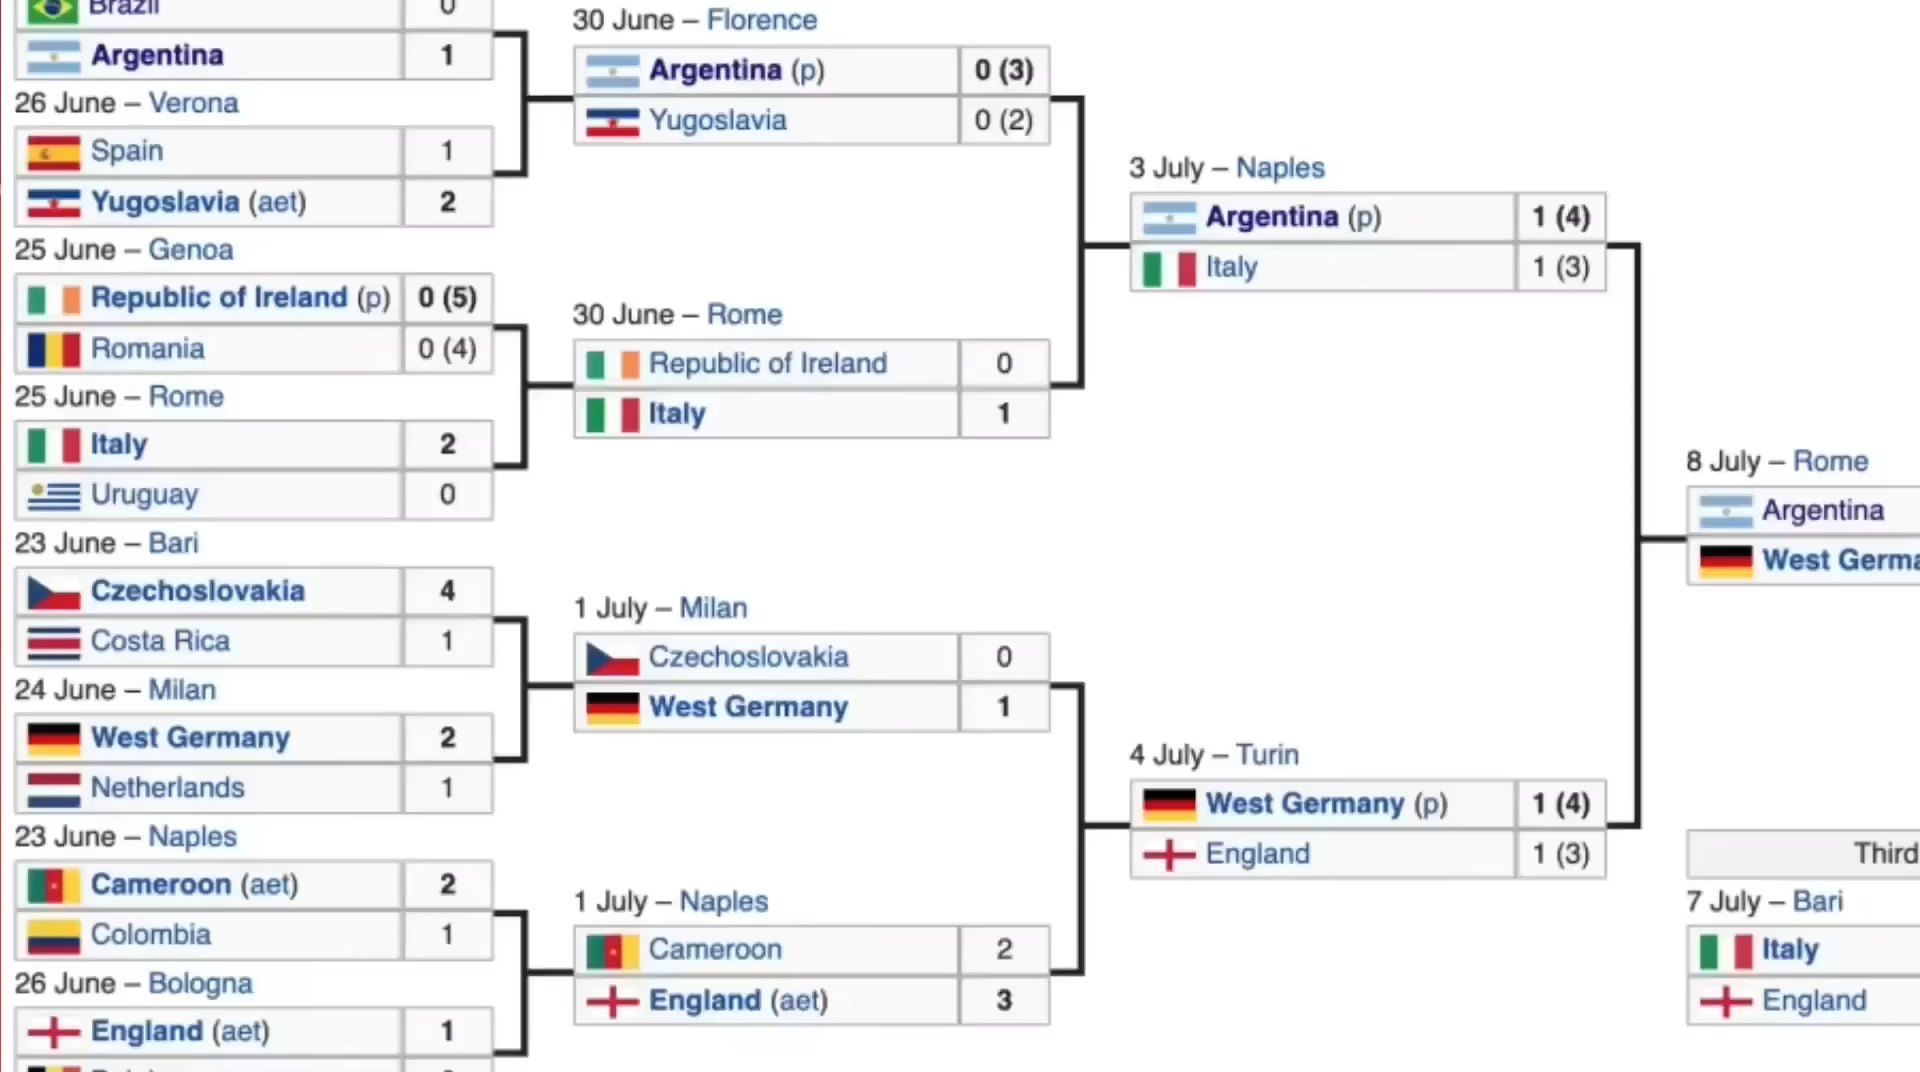 Brazil 0
Argentina 1
26 June – Verona
Spain 1
Yugoslavia (aet) 2
25 June – Genoa
Republic of Ireland (p) 0 (5)
Romania 0 (4)
25 June – Rome
Italy 2
Uruguay 0
23 June – Bari
Czechoslovakia 4
Costa Rica 1
24 June – Milan
West Germany 2
Netherlands 1
23 June – Naples
Cameroon (aet) 2
Colombia 1
26 June – Bologna
England (aet) 1
30 June – Florence
Argentina (p) 0 (3)
Yugoslavia 0 (2)
30 June – Rome
Republic of Ireland 0
Italy 1
1 July – Milan
Czechoslovakia 0
West Germany 1
1 July – Naples
Cameroon 2
England (aet) 3
3 July – Naples
Argentina (p) 1 (4)
Italy 1 (3)
4 July – Turin
West Germany (p) 1 (4)
England 1 (3)
8 July – Rome
Argentina
West Germa
Third
7 July – Bari
Italy
England